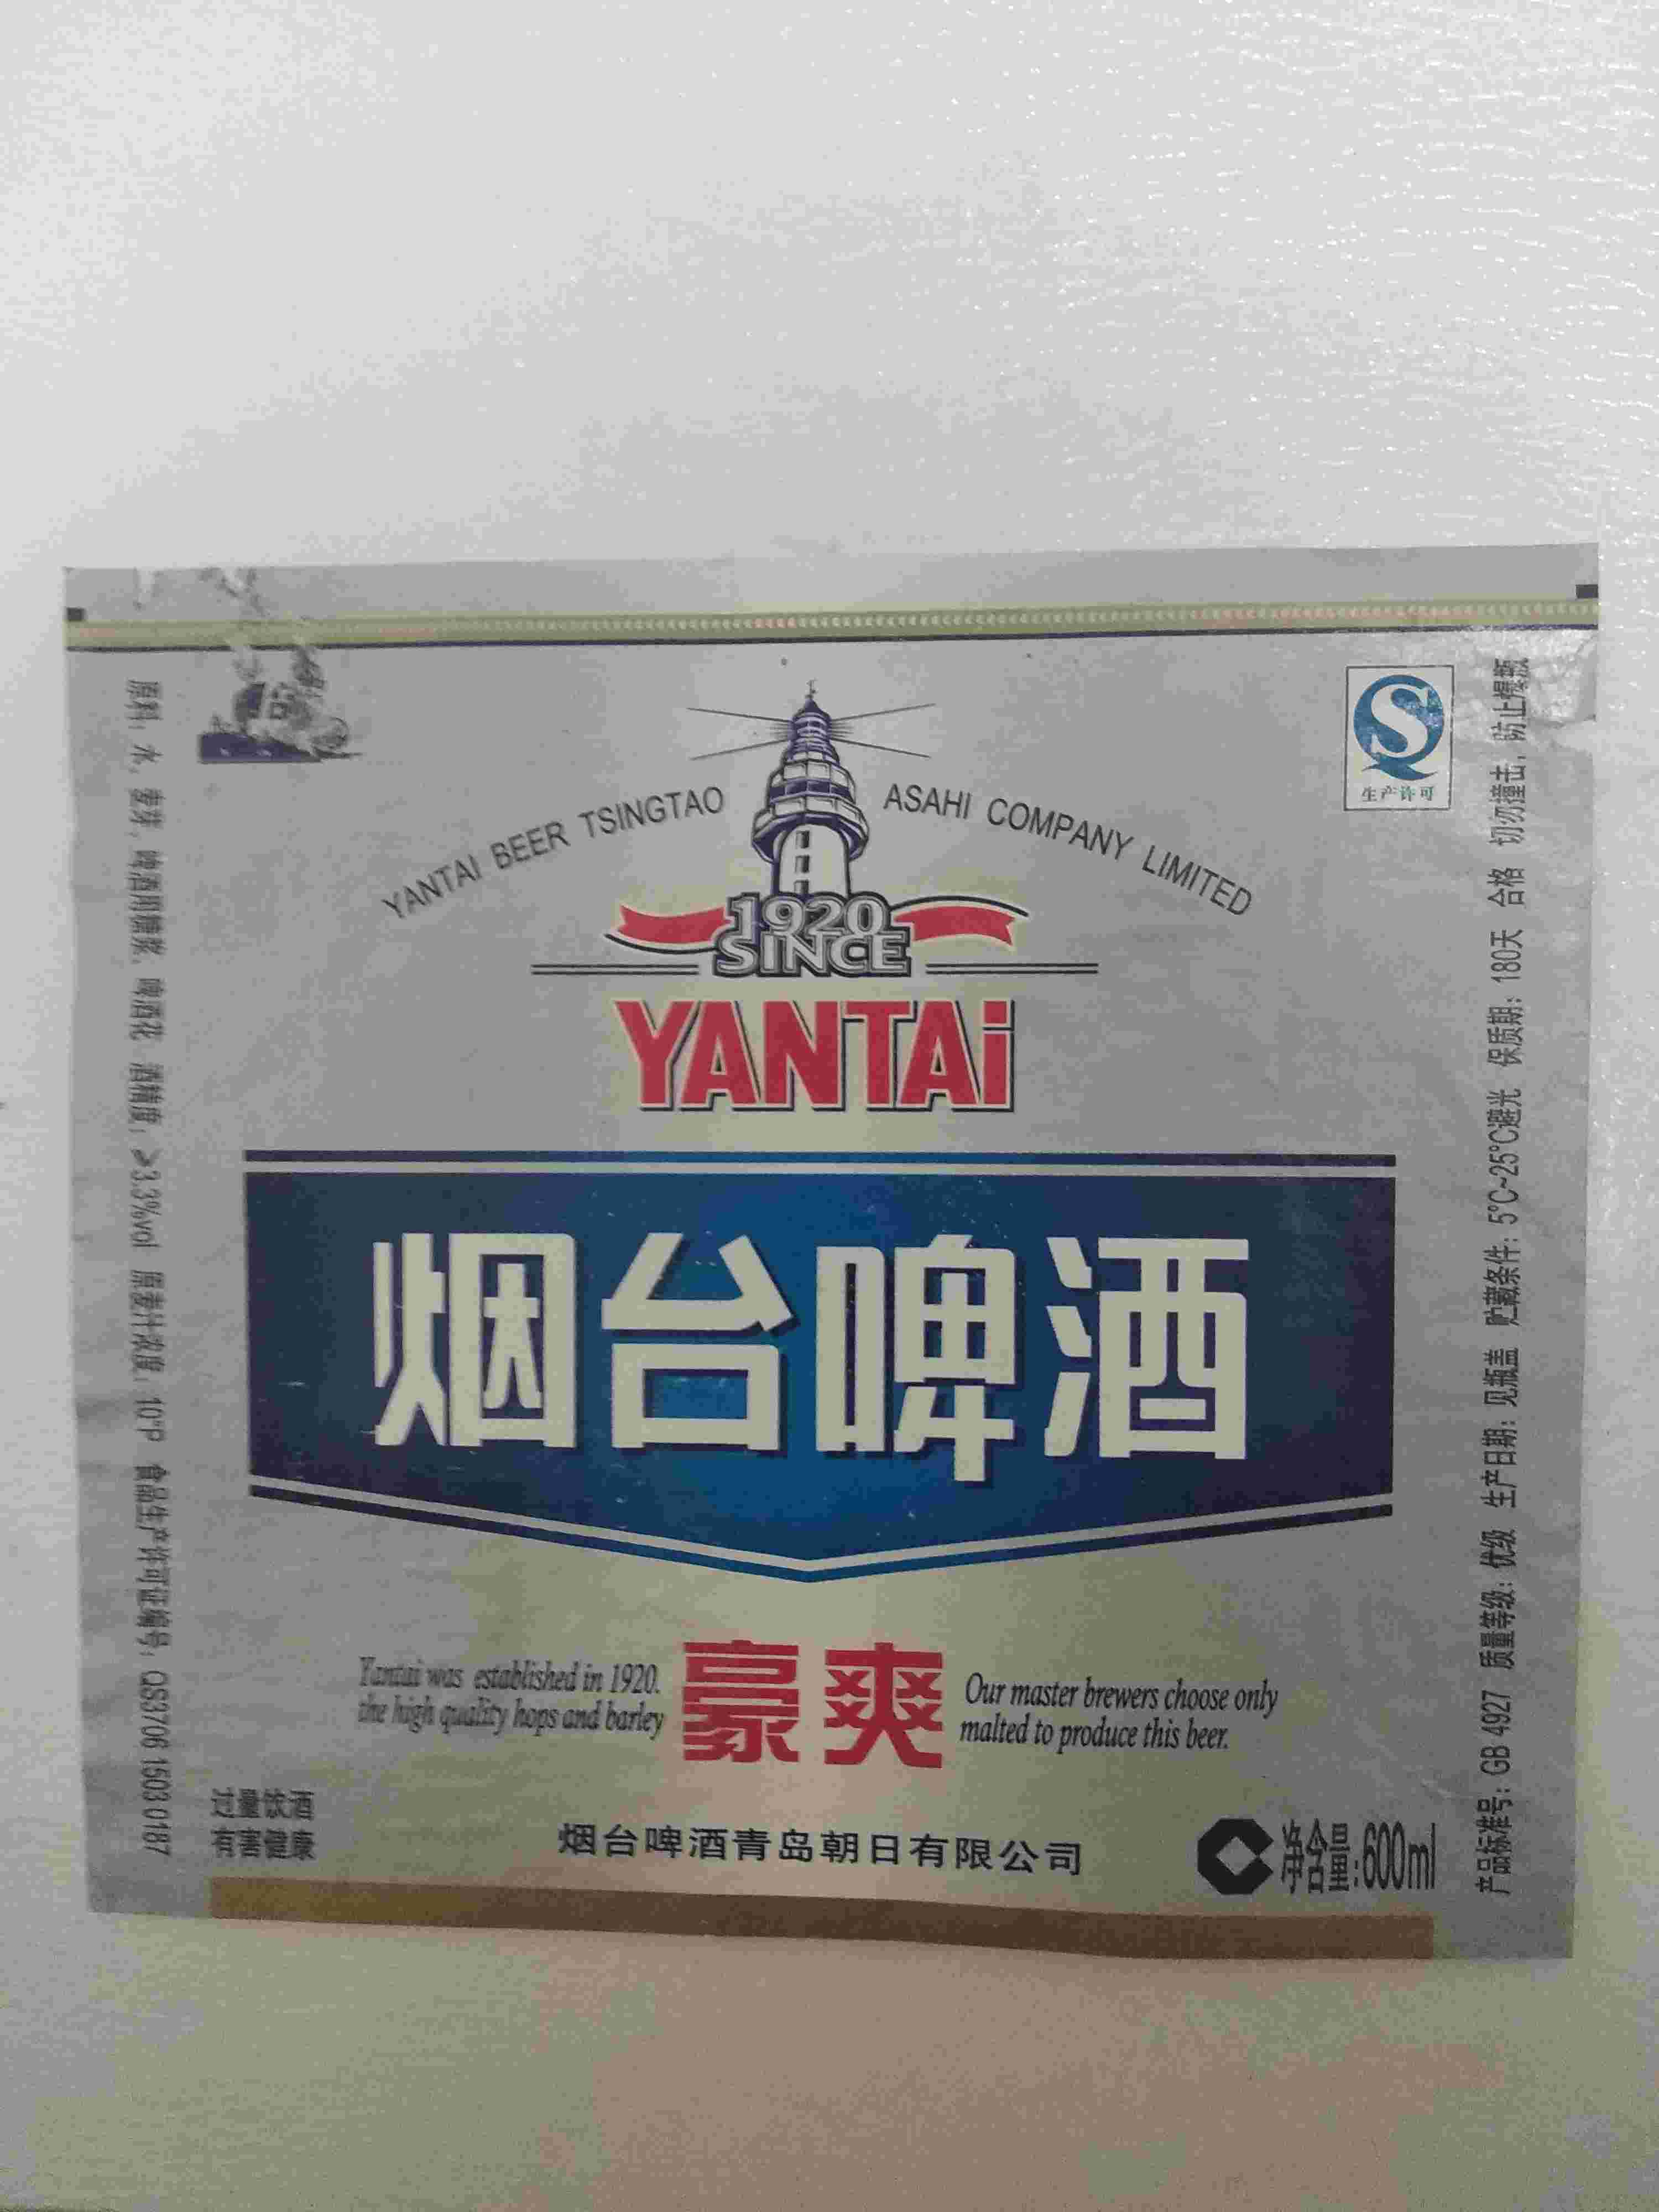 YANTAI BEER TSINGTAO ASAHI COMPANY LIMITED
1920
SINCE
YANTAi
烟台啤酒
豪爽
Yantai was established in 1920.
the high quality hops and barley
Our master brewers choose only
malted to produce this beer.
过量饮酒
有害健康
烟台啤酒青岛朝日有限公司
净含量:600ml
S
生产许可
原料：水、麦芽、啤酒用糖浆、啤酒花 酒精度：≥3.3%vol 原麦汁浓度：10°P 食品生产许可证编号：QS3706 1503 0187
产品标准号：GB 4927 质量等级：优级 生产日期：见瓶盖 贮藏条件：5°C~25°C避光 保质期：180天 合格 切勿撞击，防止爆瓶